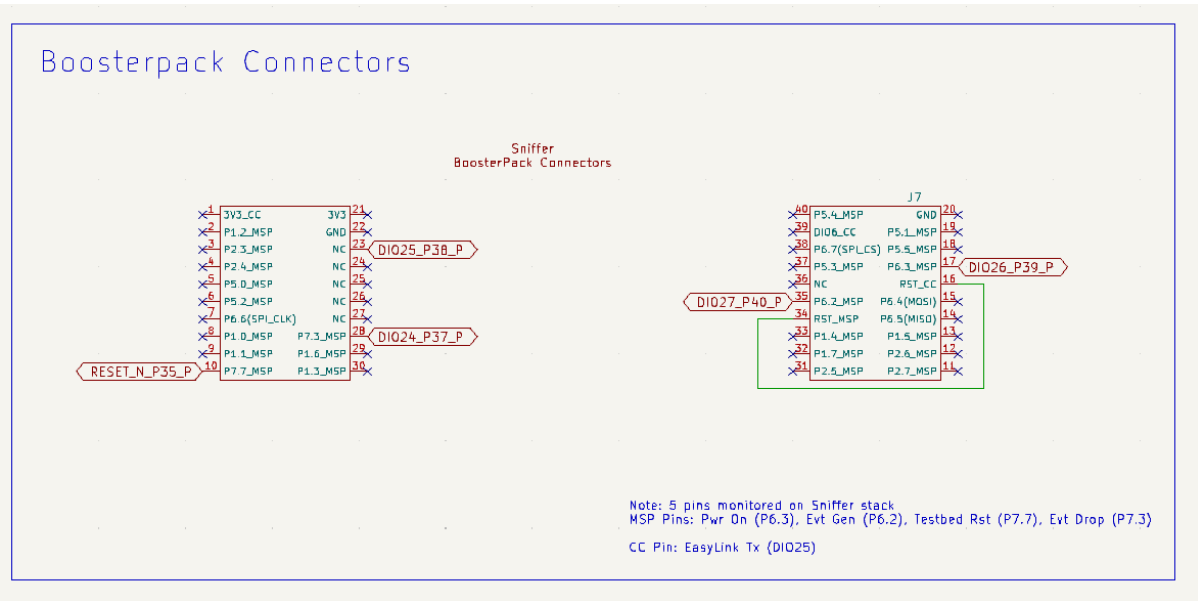 Boosterpack Connectors
Sniffer
BoosterPack Connectors
1 3V3_CC 3V3 21
2 P1.2_MSP GND 22
3 P2.3_MSP NC 23 DIO25_P38_P
4 P2.4_MSP NC 24
5 P5.0_MSP NC 25
6 P5.2_MSP NC 26
7 P6.6(SPI_CLK) NC 27
8 P1.0_MSP P7.3_MSP 28 DIO24_P37_P
9 P1.1_MSP P1.6_MSP 29
RESET_N_P35_P 10 P7.7_MSP P1.3_MSP 30
J7
40 P5.4_MSP GND 20
39 DIO6_CC P5.1_MSP 19
38 P6.7(SPI_CS) P5.5_MSP 18
37 P5.3_MSP P6.3_MSP 17 DIO26_P39_P
36 NC RST_CC 16
DIO27_P40_P 35 P6.2_MSP P6.4(MOSI) 15
34 RST_MSP P6.5(MISO) 14
33 P1.4_MSP P1.5_MSP 13
32 P1.7_MSP P2.6_MSP 12
31 P2.5_MSP P2.7_MSP 11
Note: 5 pins monitored on Sniffer stack
MSP Pins: Pwr On (P6.3), Evt Gen (P6.2), Testbed Rst (P7.7), Evt Drop (P7.3)
CC Pin: EasyLink Tx (DIO25)